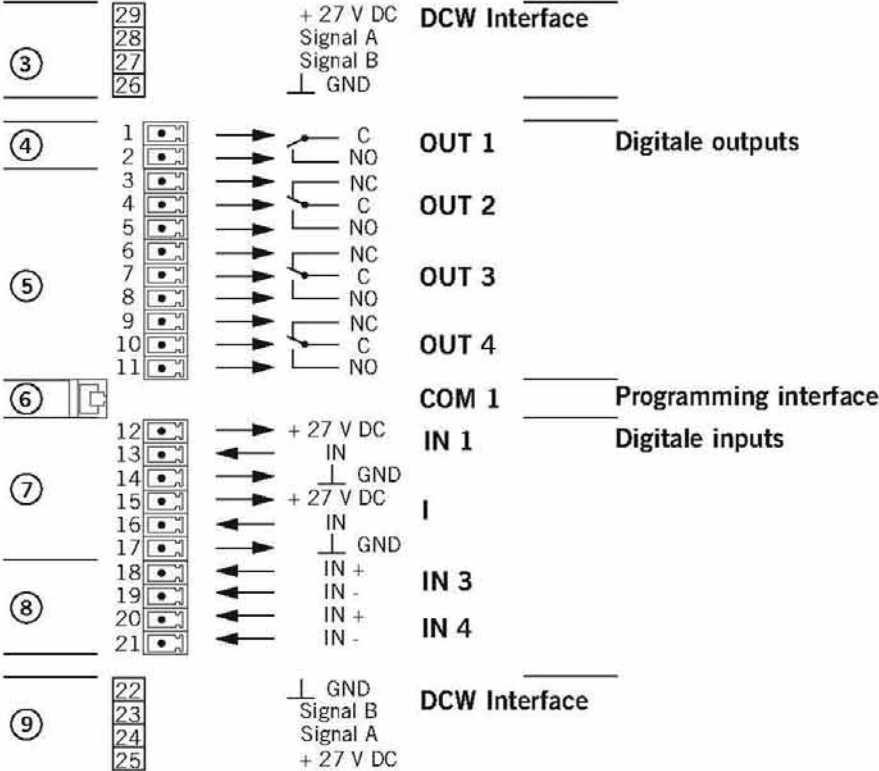 29 + 27 V DC DCW Interface
28 Signal A
③ 27 Signal B
26 GND
④ 1 C OUT 1 Digitale outputs
2 NO
3 NC
4 C OUT 2
5 NO
6 NC
⑤ 7 C OUT 3
8 NO
9 NC
10 C OUT 4
11 NO
⑥ COM 1 Programming interface
12 + 27 V DC IN 1 Digitale inputs
13 IN
14 GND
⑦ 15 + 27 V DC I
16 IN
17 GND
18 IN + IN 3
⑧ 19 IN -
20 IN + IN 4
21 IN -
22 GND DCW Interface
⑨ 23 Signal B
24 Signal A
25 + 27 V DC